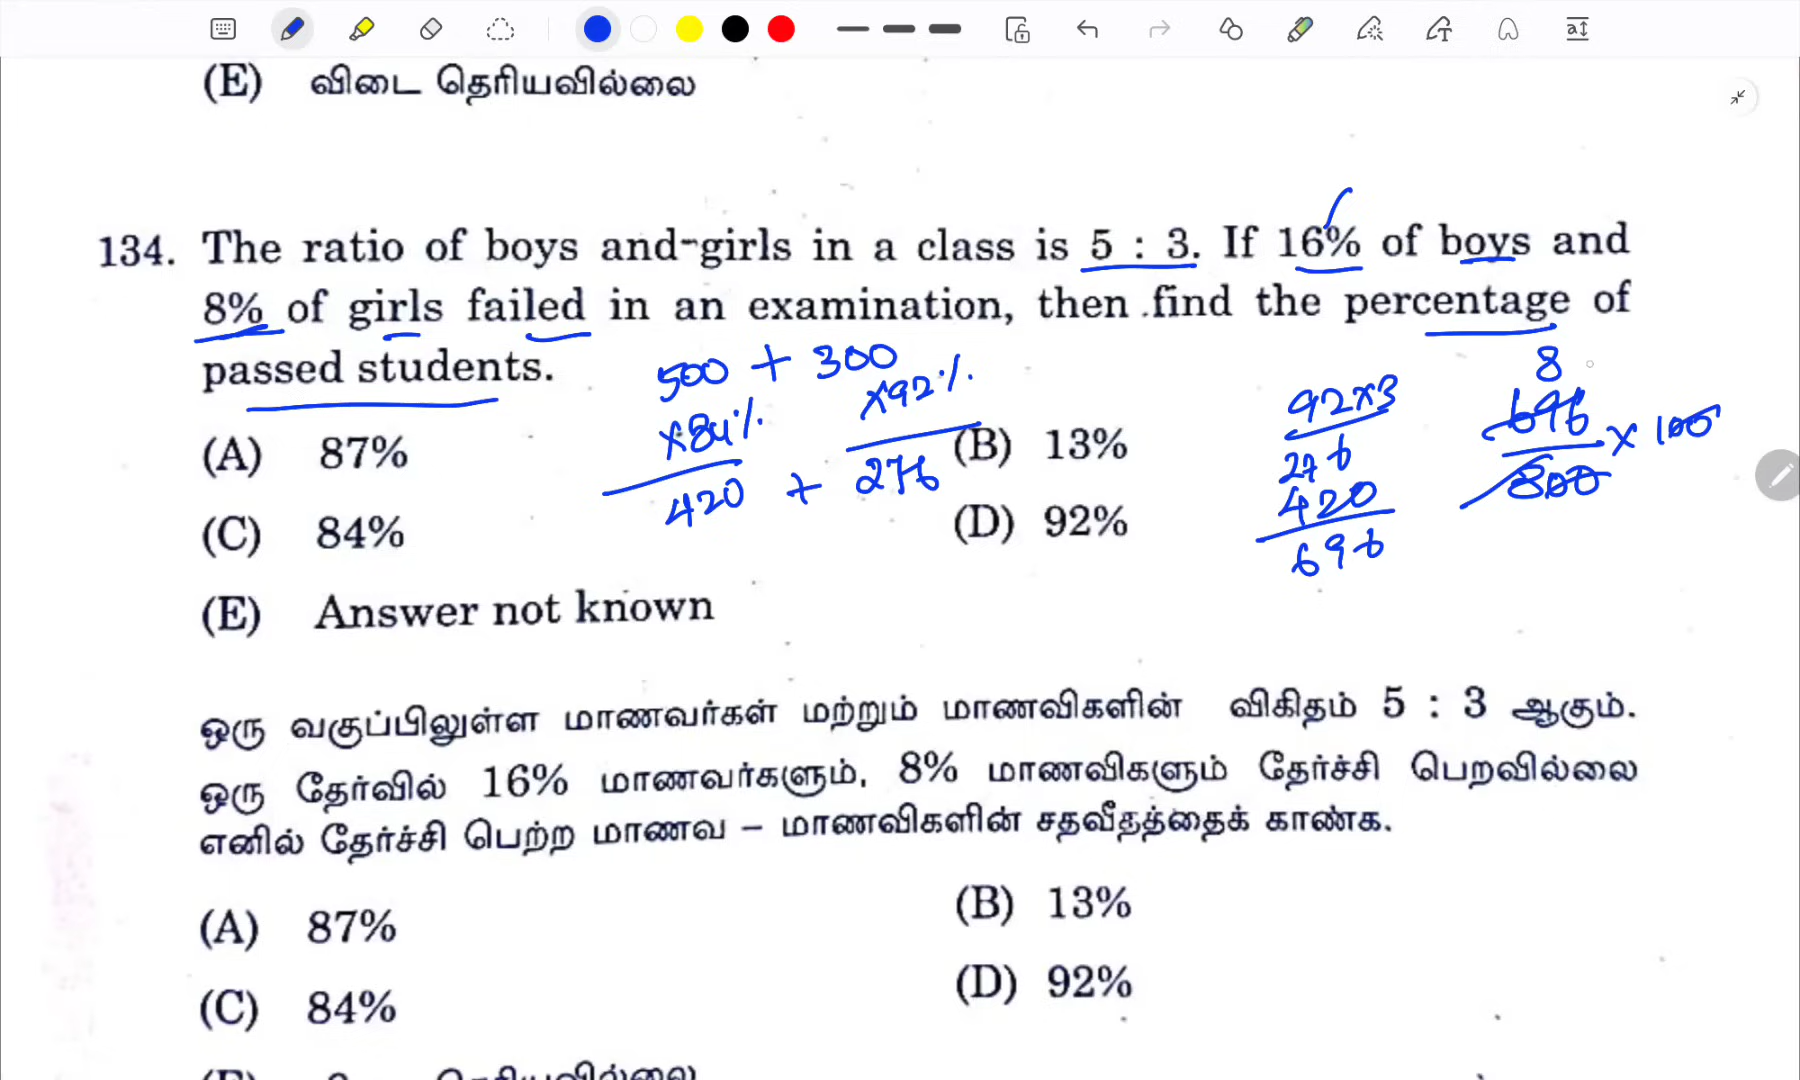 (E) விடை தெரியவில்லை
134. The ratio of boys and girls in a class is 5 : 3. If 16% of boys and
8% of girls failed in an examination, then find the percentage of
passed students.
500 + 300
×84% ×92%
420 + 276
92×3
276
420
696
8
696
800 × 100
(A) 87% (B) 13%
(C) 84% (D) 92%
(E) Answer not known
ஒரு வகுப்பிலுள்ள மாணவர்கள் மற்றும் மாணவிகளின் விகிதம் 5 : 3 ஆகும்.
ஒரு தேர்வில் 16% மாணவர்களும், 8% மாணவிகளும் தேர்ச்சி பெறவில்லை
எனில் தேர்ச்சி பெற்ற மாணவ – மாணவிகளின் சதவீதத்தைக் காண்க.
(A) 87% (B) 13%
(C) 84% (D) 92%